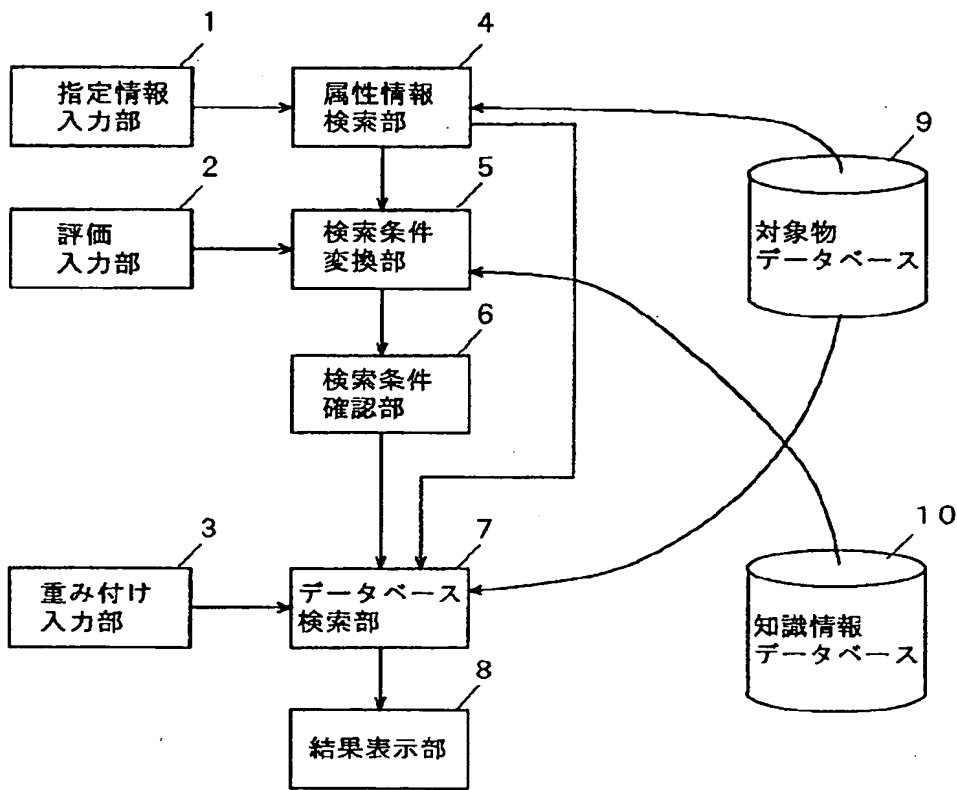 1
指定情報
入力部
4
属性情報
検索部
9
対象物
データベース
2
評価
入力部
5
検索条件
変換部
6
検索条件
確認部
3
重み付け
入力部
7
データベース
検索部
10
知識情報
データベース
8
結果表示部